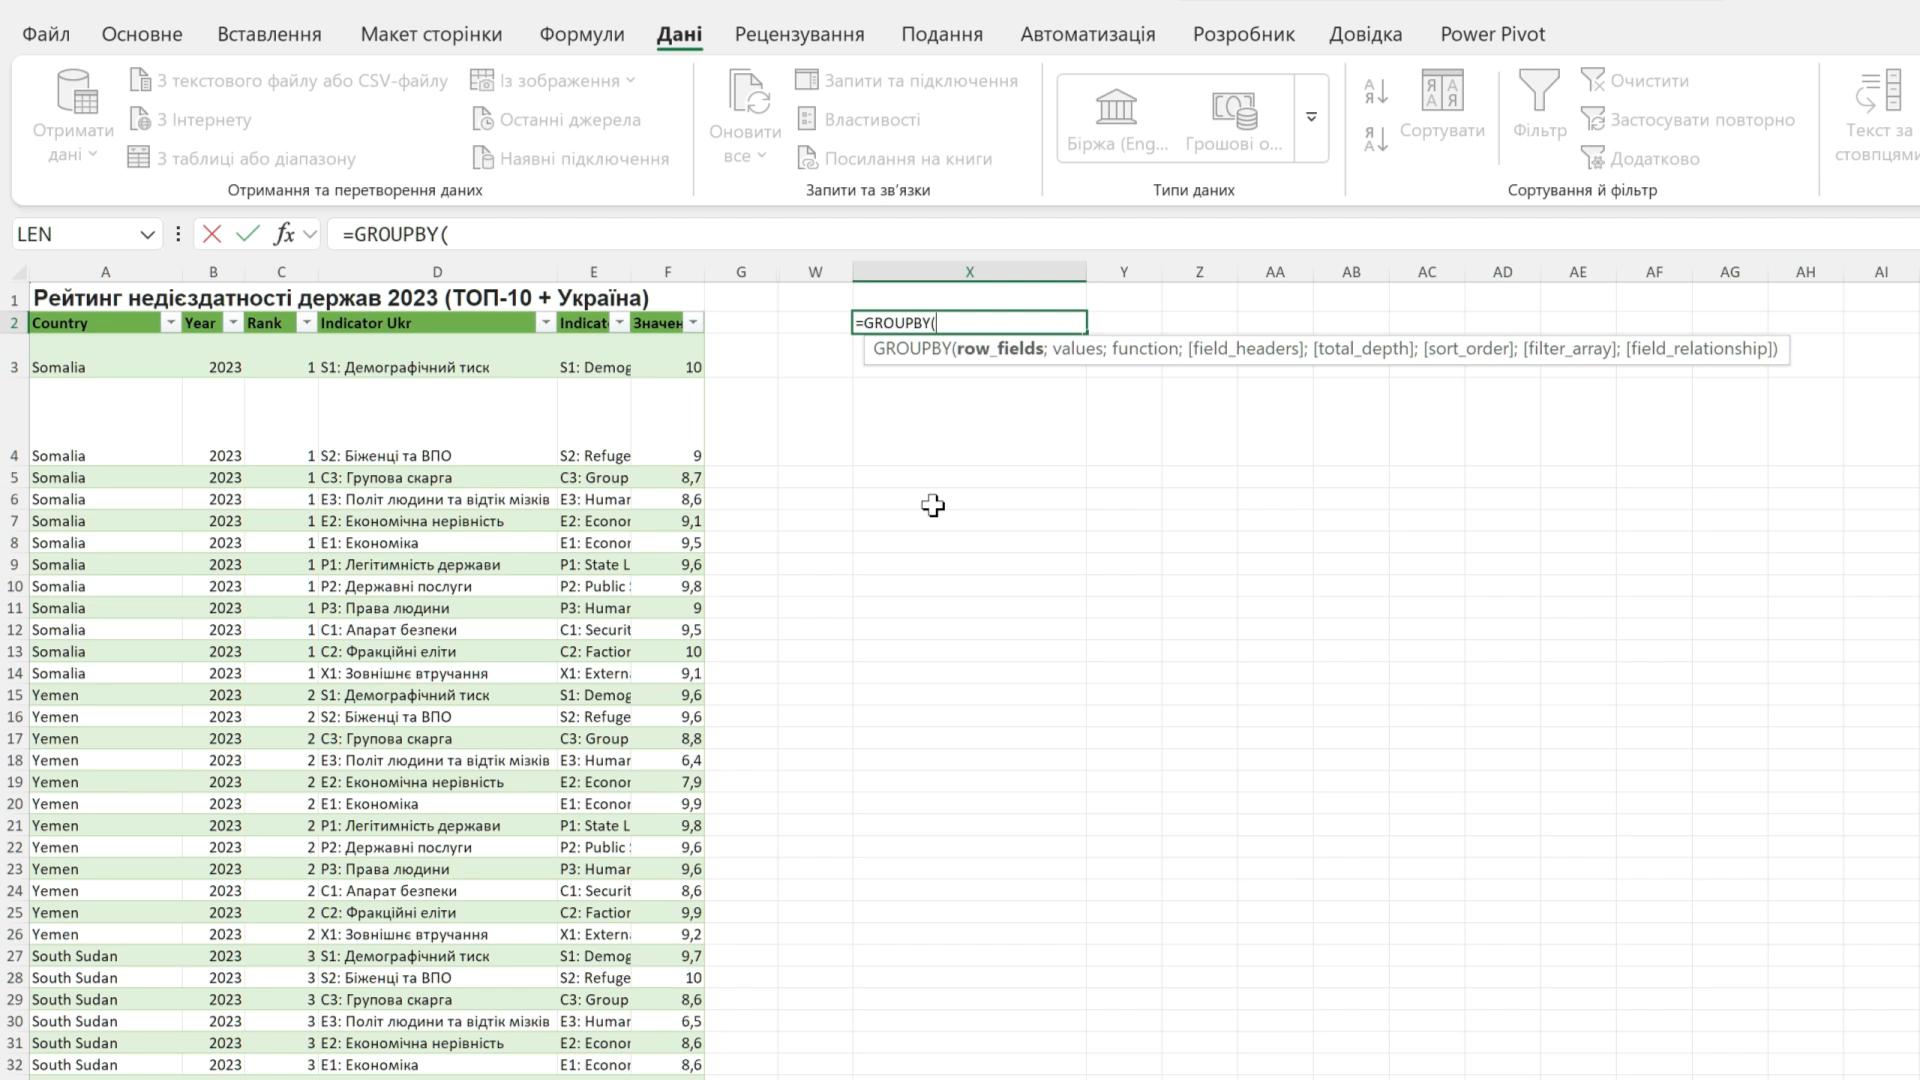 Файл Основне Вставлення Макет сторінки Формули Дані Рецензування Подання Автоматизація Розробник Довідка Power Pivot
Отримати дані
З текстового файлу або CSV-файлу
З Інтернету
З таблиці або діапазону
Із зображення
Останні джерела
Наявні підключення
Отримання та перетворення даних
Оновити все
Запити та підключення
Властивості
Посилання на книги
Запити та зв'язки
Біржа (Eng... Грошові о...
Типи даних
Сортувати
Фільтр
Очистити
Застосувати повторно
Додатково
Сортування й фільтр
Текст за
стовпцями
LEN fx =GROUPBY(
A B C D E F G W X Y Z AA AB AC AD AE AF AG AH AI
1 Рейтинг недієздатності держав 2023 (ТОП-10 + Україна)
2 Country Year Rank Indicator Ukr Indicat Значен =GROUPBY(
GROUPBY(row_fields; values; function; [field_headers]; [total_depth]; [sort_order]; [filter_array]; [field_relationship])
3 Somalia 2023 1 S1: Демографічний тиск S1: Demog 10
4 Somalia 2023 1 S2: Біженці та ВПО S2: Refuge 9
5 Somalia 2023 1 C3: Групова скарга C3: Group 8,7
6 Somalia 2023 1 E3: Політ людини та відтік мізків E3: Humar 8,6
7 Somalia 2023 1 E2: Економічна нерівність E2: Econor 9,1
8 Somalia 2023 1 E1: Економіка E1: Econor 9,5
9 Somalia 2023 1 P1: Легітимність держави P1: State L 9,6
10 Somalia 2023 1 P2: Державні послуги P2: Public 9,8
11 Somalia 2023 1 P3: Права людини P3: Humar 9
12 Somalia 2023 1 C1: Апарат безпеки C1: Securit 9,5
13 Somalia 2023 1 C2: Фракційні еліти C2: Factior 10
14 Somalia 2023 1 X1: Зовнішнє втручання X1: Extern 9,1
15 Yemen 2023 2 S1: Демографічний тиск S1: Demog 9,6
16 Yemen 2023 2 S2: Біженці та ВПО S2: Refuge 9,6
17 Yemen 2023 2 C3: Групова скарга C3: Group 8,8
18 Yemen 2023 2 E3: Політ людини та відтік мізків E3: Humar 6,4
19 Yemen 2023 2 E2: Економічна нерівність E2: Econor 7,9
20 Yemen 2023 2 E1: Економіка E1: Econor 9,9
21 Yemen 2023 2 P1: Легітимність держави P1: State L 9,8
22 Yemen 2023 2 P2: Державні послуги P2: Public 9,6
23 Yemen 2023 2 P3: Права людини P3: Humar 9,6
24 Yemen 2023 2 C1: Апарат безпеки C1: Securit 8,6
25 Yemen 2023 2 C2: Фракційні еліти C2: Factior 9,9
26 Yemen 2023 2 X1: Зовнішнє втручання X1: Extern 9,2
27 South Sudan 2023 3 S1: Демографічний тиск S1: Demog 9,7
28 South Sudan 2023 3 S2: Біженці та ВПО S2: Refuge 10
29 South Sudan 2023 3 C3: Групова скарга C3: Group 8,6
30 South Sudan 2023 3 E3: Політ людини та відтік мізків E3: Humar 6,5
31 South Sudan 2023 3 E2: Економічна нерівність E2: Econor 8,6
32 South Sudan 2023 3 E1: Економіка E1: Econor 8,6